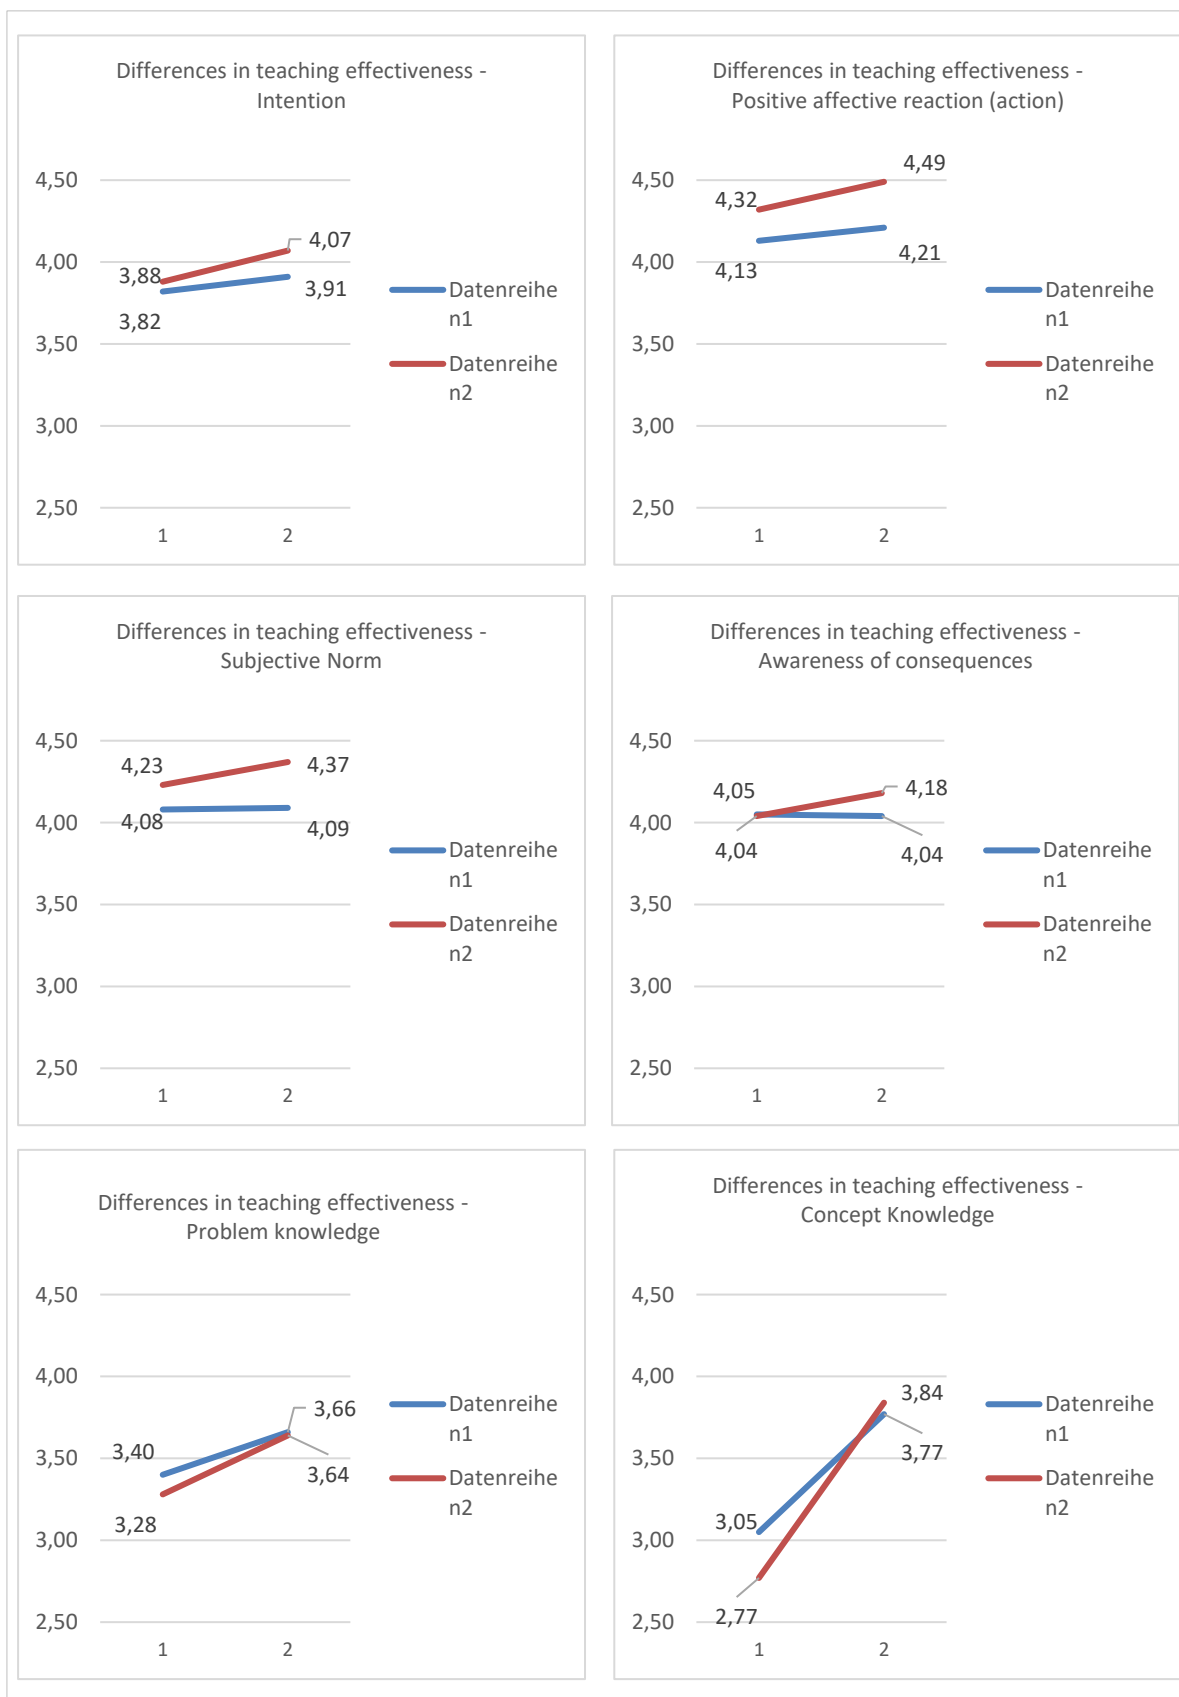 Differences in teaching effectiveness -
Intention
4,50
4,00
3,50
3,00
2,50
3,88
3,82
4,07
3,91
1
2
Datenreihe
n1
Datenreihe
n2
Differences in teaching effectiveness -
Positive affective reaction (action)
4,50
4,00
3,50
3,00
2,50
4,32
4,13
4,49
4,21
1
2
Datenreihe
n1
Datenreihe
n2
Differences in teaching effectiveness -
Subjective Norm
4,50
4,00
3,50
3,00
2,50
4,23
4,08
4,37
4,09
1
2
Datenreihe
n1
Datenreihe
n2
Differences in teaching effectiveness -
Awareness of consequences
4,50
4,00
3,50
3,00
2,50
4,05
4,04
4,18
4,04
1
2
Datenreihe
n1
Datenreihe
n2
Differences in teaching effectiveness -
Problem knowledge
4,50
4,00
3,50
3,00
2,50
3,40
3,28
3,66
3,64
1
2
Datenreihe
n1
Datenreihe
n2
Differences in teaching effectiveness -
Concept Knowledge
4,50
4,00
3,50
3,00
2,50
3,05
2,77
3,84
3,77
1
2
Datenreihe
n1
Datenreihe
n2